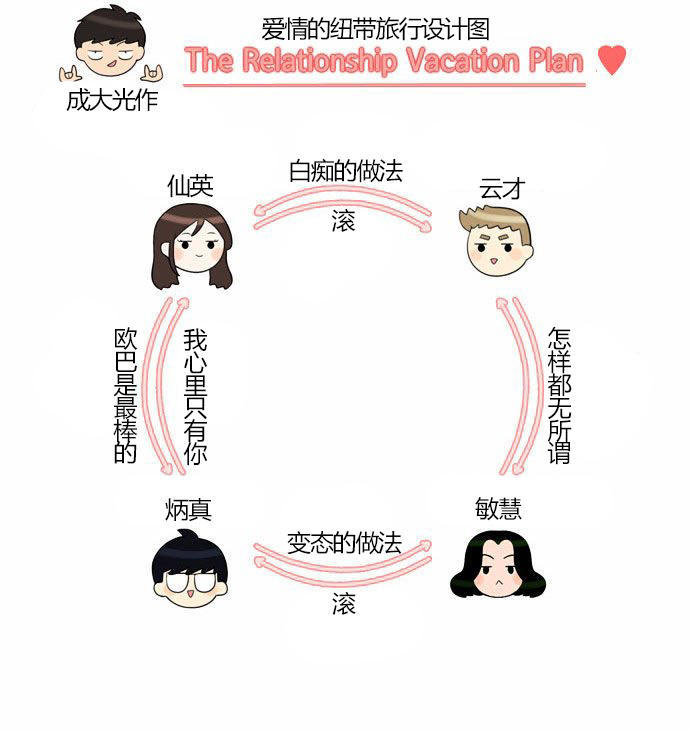 爱情的纽带旅行设计图
The Relationship Vacation Plan
成大光作
白痴的做法
仙英
云才
滚
欧巴是最棒的
我心里只有你
怎样都无所谓
炳真
敏慧
变态的做法
滚